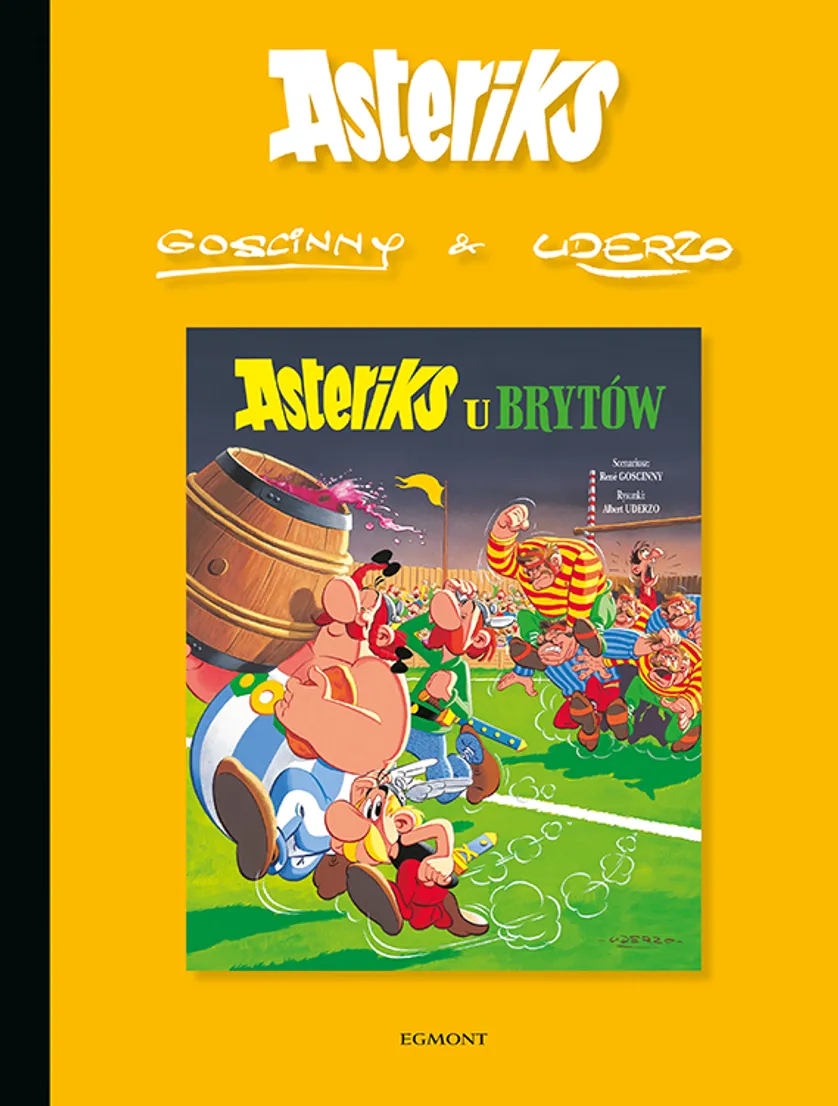 Asteriks
GOSCINNY & UDERZO
Asteriks u BRYTÓW
Scenariusz:
René GOSCINNY
Rysunki:
Albert UDERZO
-UDERZO-
EGMONT